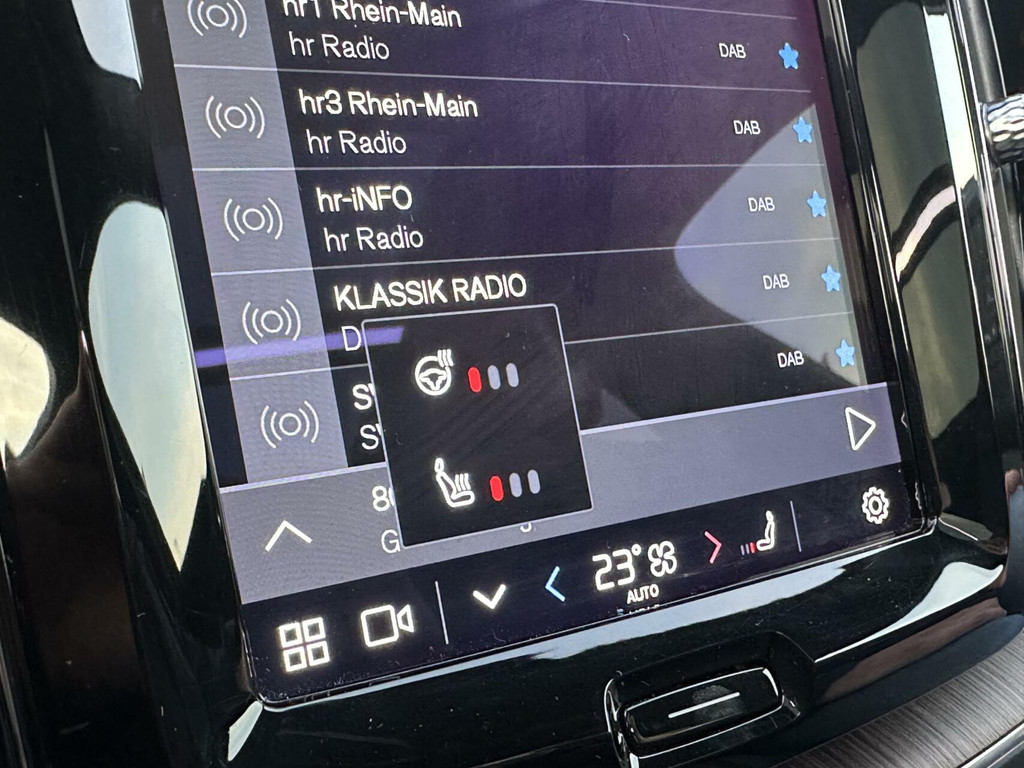 hr1 Rhein-Main
hr Radio
DAB
hr3 Rhein-Main
hr Radio
DAB
hr-iNFO
hr Radio
DAB
KLASSIK RADIO
D
DAB
DAB
23°
AUTO